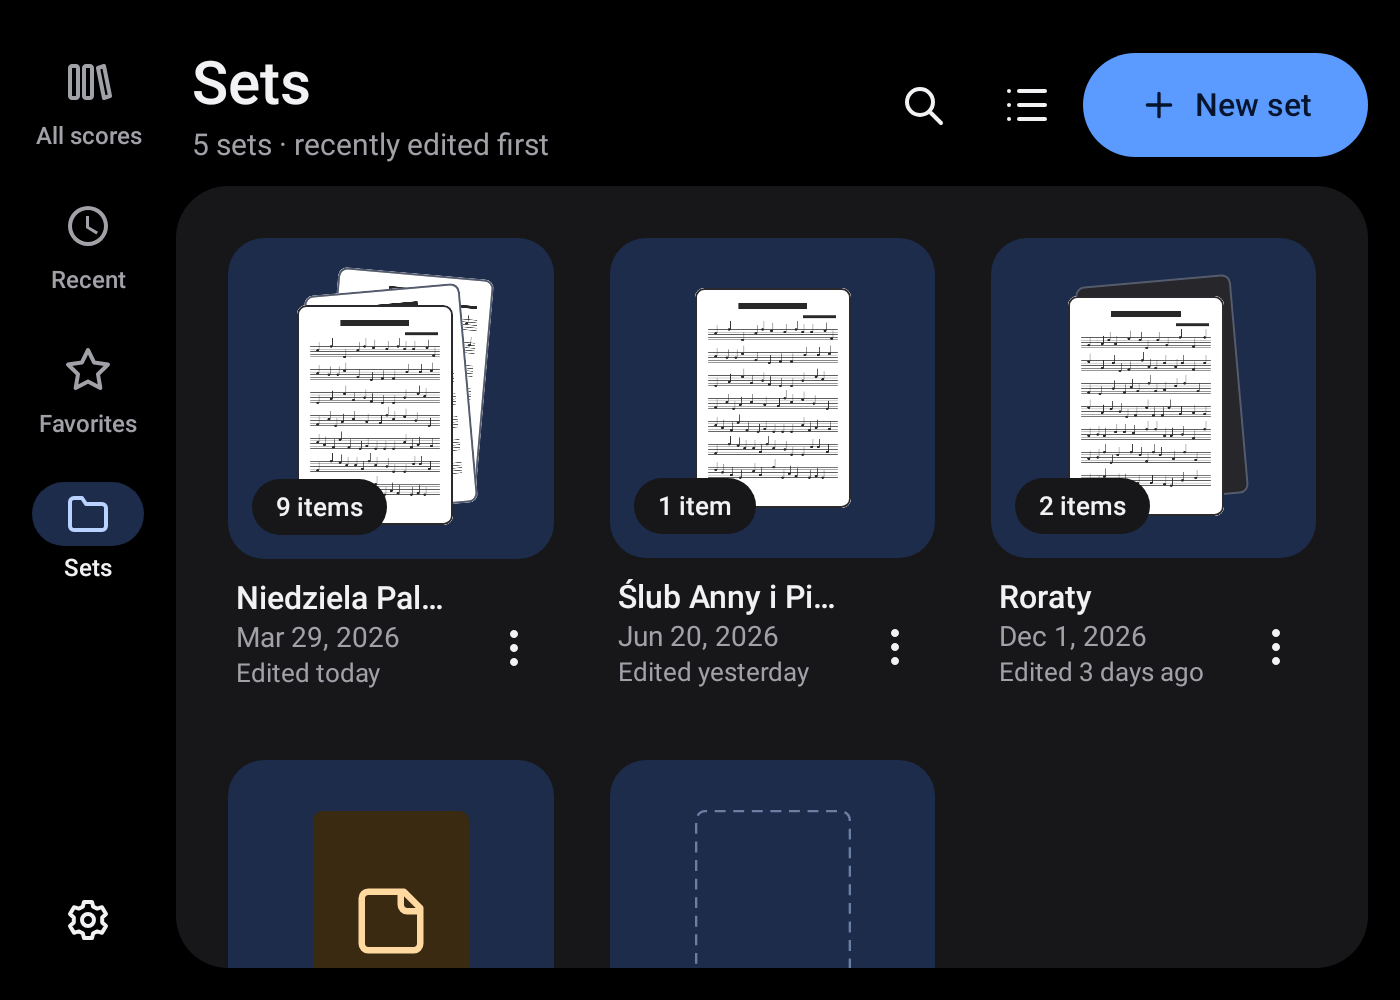 All scores
Recent
Favorites
Sets
Sets
5 sets · recently edited first
New set
9 items
Niedziela Pal...
Mar 29, 2026
Edited today
1 item
Ślub Anny i Pi...
Jun 20, 2026
Edited yesterday
2 items
Roraty
Dec 1, 2026
Edited 3 days ago